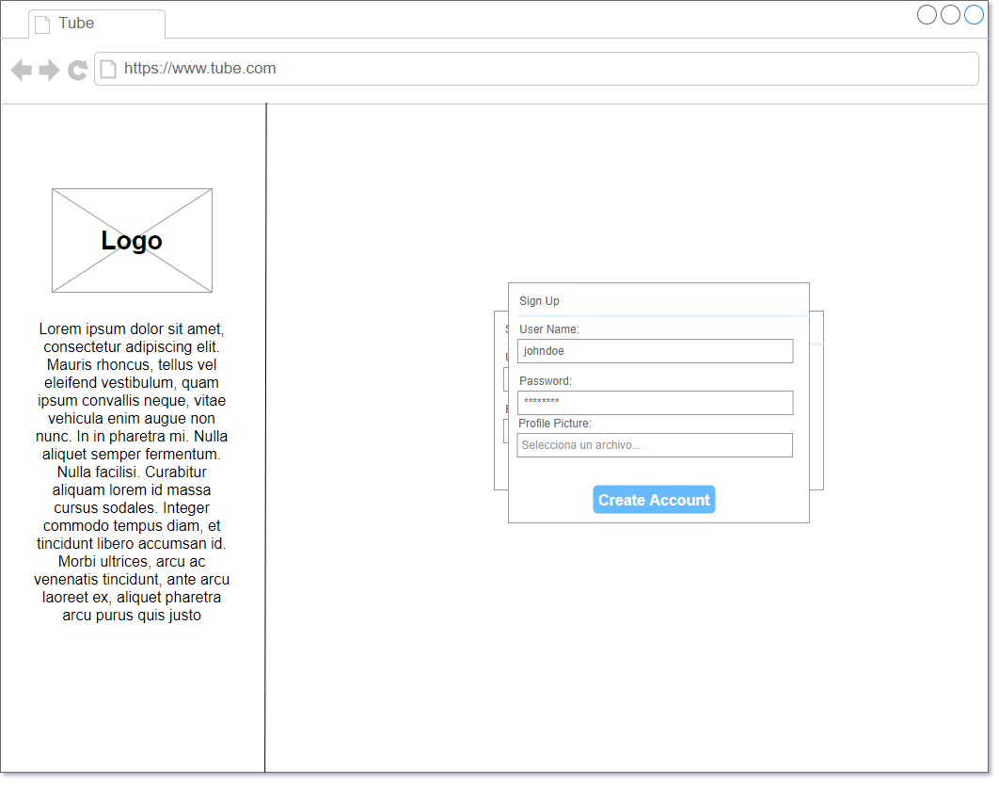 Tube
https://www.tube.com
Logo
Lorem ipsum dolor sit amet,
consectetur adipiscing elit.
Mauris rhoncus, tellus vel
eleifend vestibulum, quam
ipsum convallis neque, vitae
vehicula enim augue non
nunc. In in pharetra mi. Nulla
aliquet semper fermentum.
Nulla facilisi. Curabitur
aliquam lorem id massa
cursus sodales. Integer
commodo tempus diam, et
tincidunt libero accumsan id.
Morbi ultrices, arcu ac
venenatis tincidunt, ante arcu
laoreet ex, aliquet pharetra
arcu purus quis justo
Sign Up
User Name:
johndoe
Password:
********
Profile Picture:
Selecciona un archivo...
Create Account